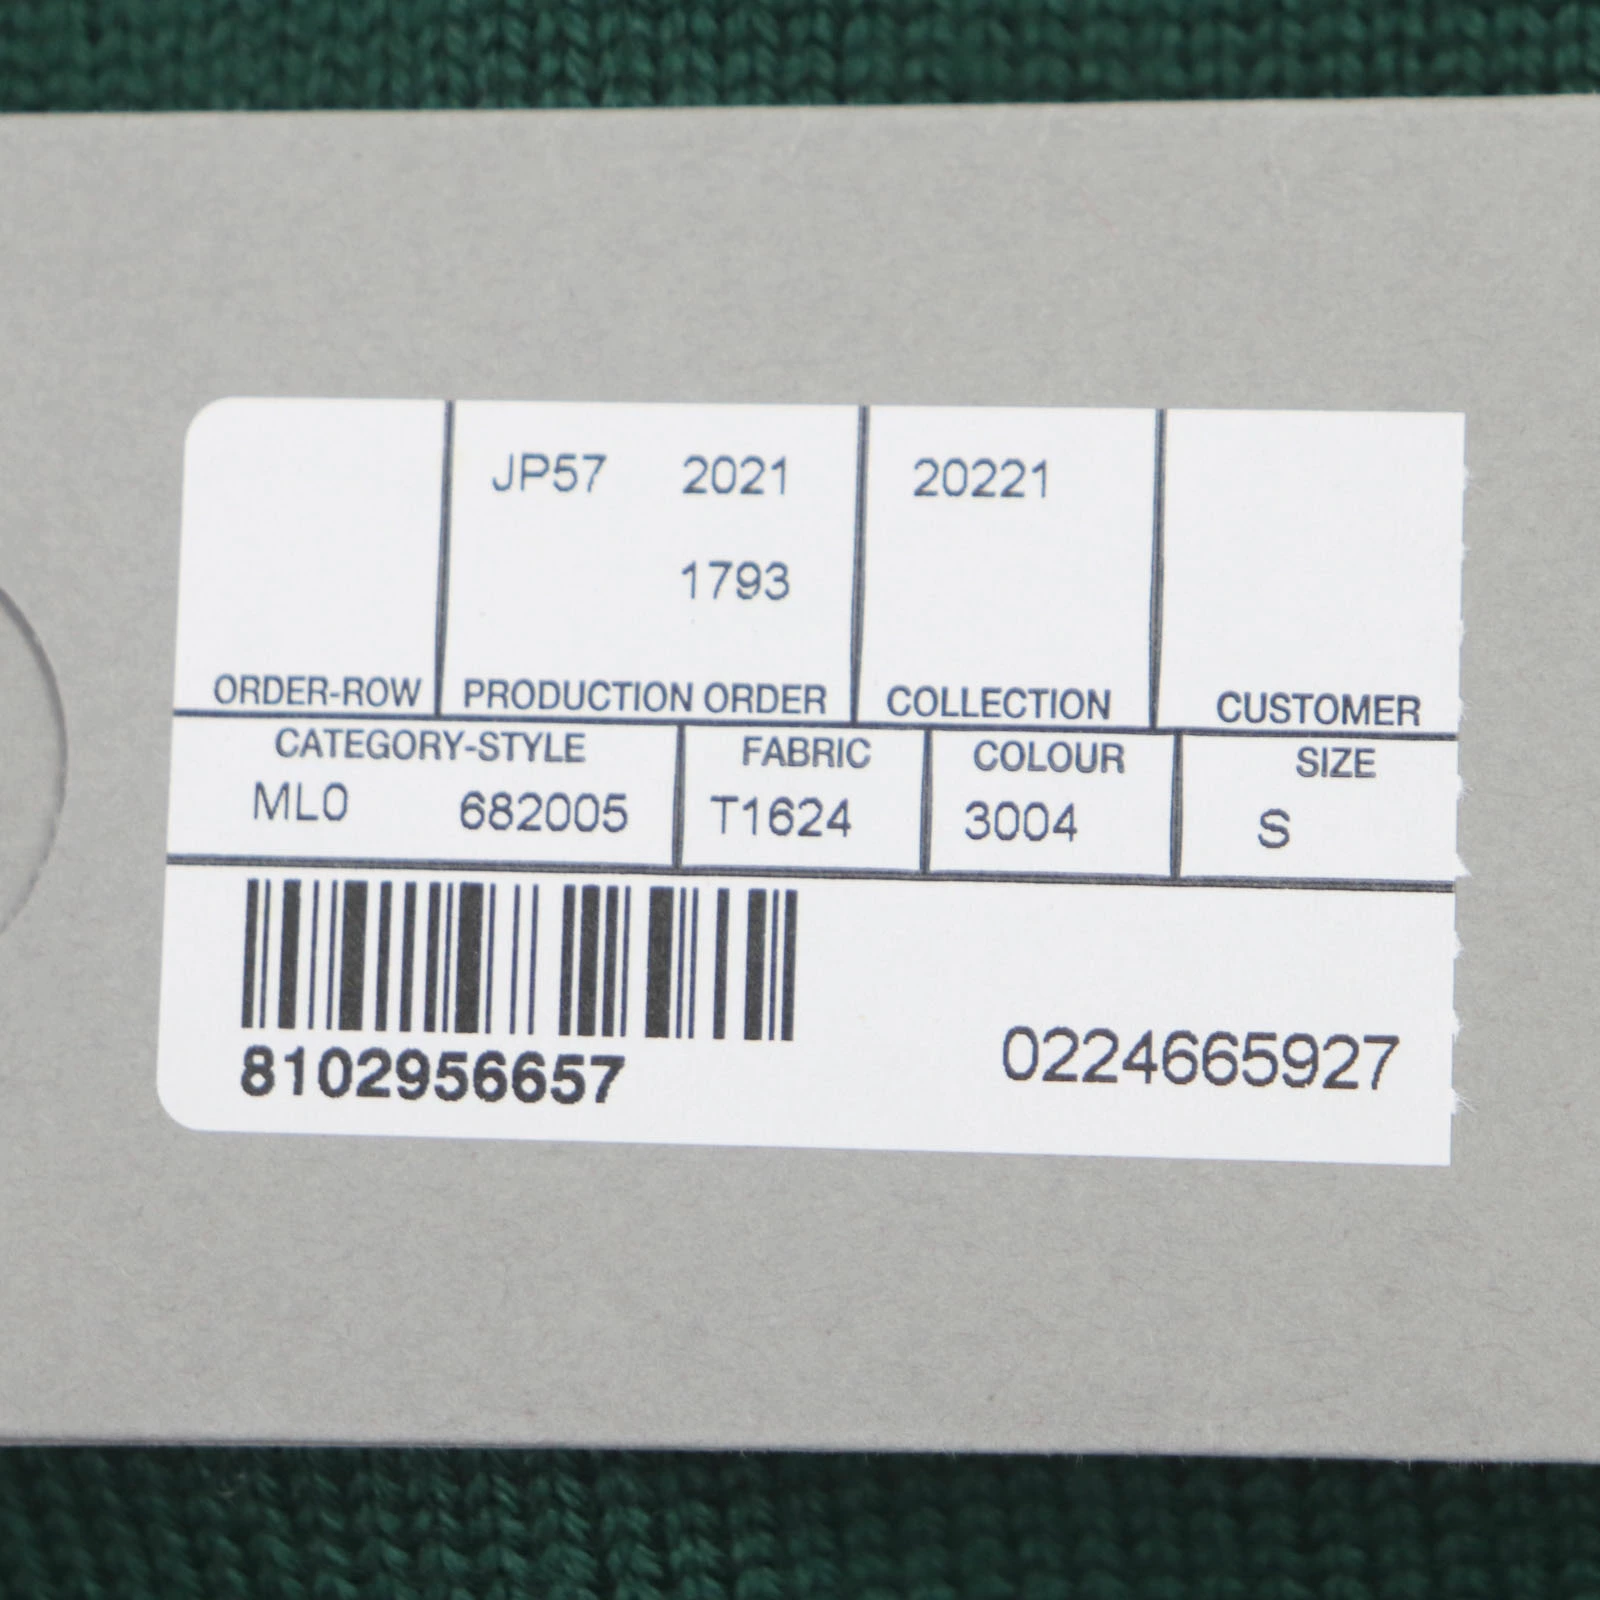 JP57 2021 20221
1793
ORDER-ROW PRODUCTION ORDER COLLECTION CUSTOMER
CATEGORY-STYLE FABRIC COLOUR SIZE
ML0 682005 T1624 3004 S
8102956657 0224665927